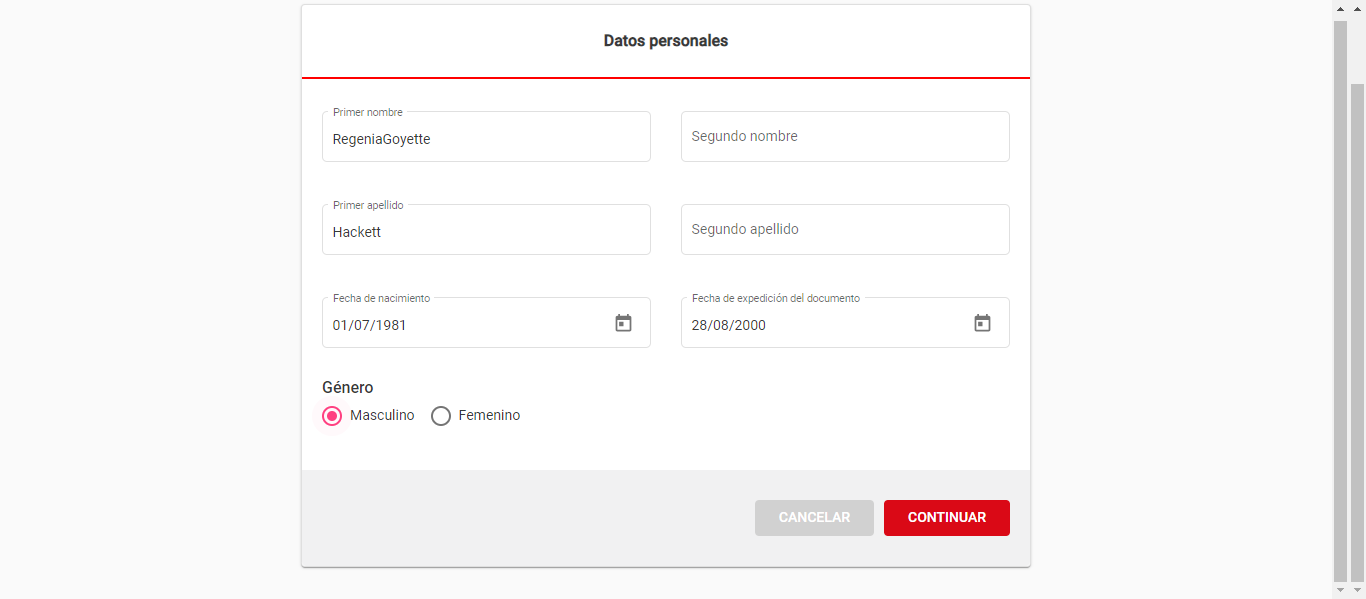 Datos personales
Primer nombre
RegeniaGoyette
Segundo nombre
Primer apellido
Hackett
Segundo apellido
Fecha de nacimiento
01/07/1981
Fecha de expedición del documento
28/08/2000
Género
Masculino Femenino
CANCELAR CONTINUAR